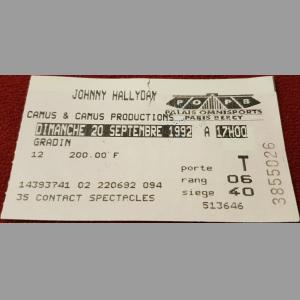 JOHNNY HALLYDAY
POPB
PALAIS OMNISPORTS
PARIS BERCY
CAMUS & CAMUS PRODUCTIONS
DIMANCHE 20 SEPTEMBRE 1992 A 17H00
GRADIN
12 200.00 F
porte T
14393741 02 220692 094 rang 06
35 CONTACT SPECTACLES siege 40
513646
3855026